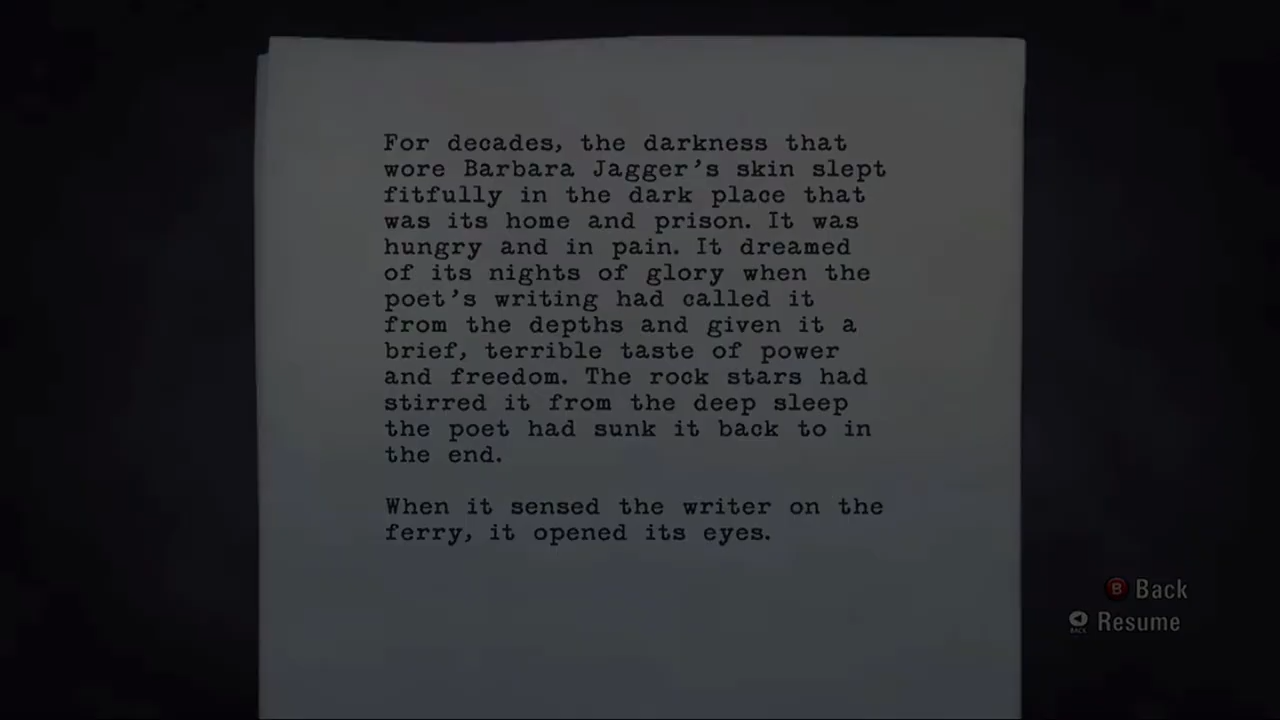 For decades, the darkness that
wore Barbara Jagger's skin slept
fitfully in the dark place that
was its home and prison. It was
hungry and in pain. It dreamed
of its nights of glory when the
poet's writing had called it
from the depths and given it a
brief, terrible taste of power
and freedom. The rock stars had
stirred it from the deep sleep
the poet had sunk it back to in
the end.
When it sensed the writer on the
ferry, it opened its eyes.
B Back
BACK Resume